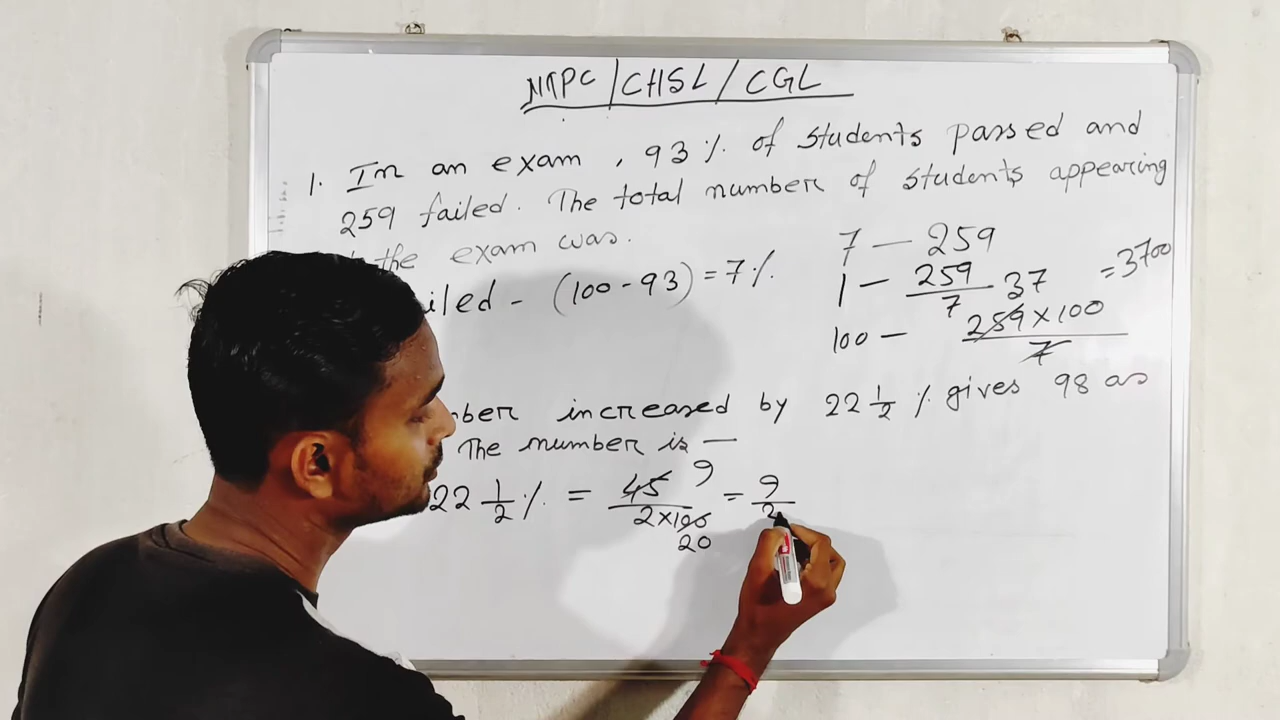 NTPC / CHSL / CGL
1. In an exam, 93% of students passed and
259 failed. The total number of students appearing
the exam was.
(100 - 93) = 7%
7 — 259
1 — 259/7 37
100 — 259 × 100 / 7 = 3700
increased by 22 1/2 % gives 98 as
The number is —
22 1/2 % = 45 9 / 2×100 20 = 9/2